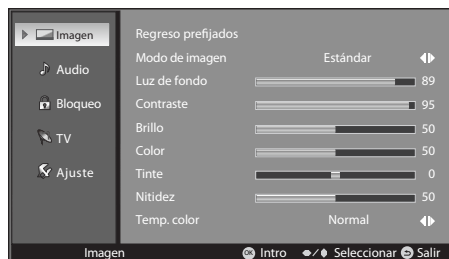 Imagen
Audio
Bloqueo
TV
Ajuste
Regreso prefijados
Modo de imagen Estándar
Luz de fondo 89
Contraste 95
Brillo 50
Color 50
Tinte 0
Nitidez 50
Temp. color Normal
Imagen OK Intro / Seleccionar Salir